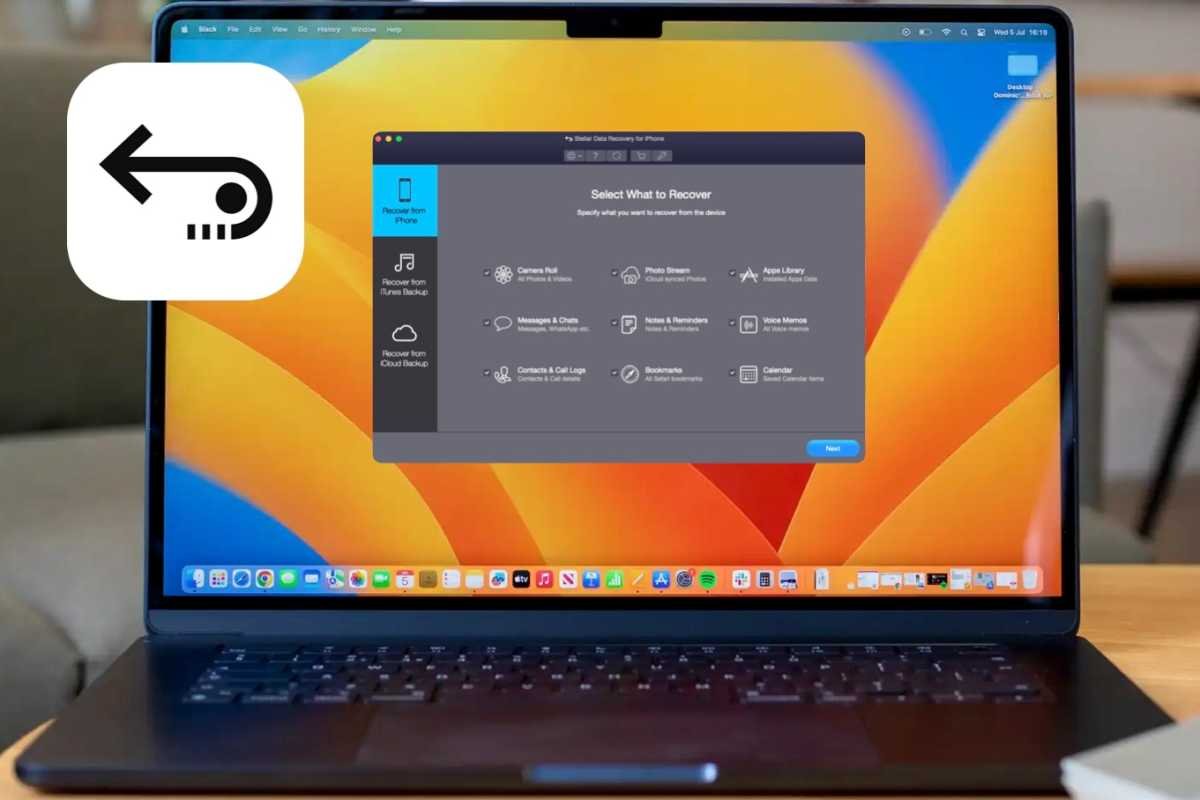 Slack File Edit View Go History Window Help
Wed 5 Jul 16:19
Desktop
Stellar Data Recovery for iPhone
?
Recover from
iPhone
Recover from
iTunes Backup
Recover from
iCloud Backup
Select What to Recover
Specify what you want to recover from the device
Camera Roll
All Photos & Videos
Photo Stream
iCloud synced Photos
Apps Library
Installed Apps Data
Messages & Chats
Messages, WhatsApp etc.
Notes & Reminders
Notes & Reminders
Voice Memos
All Voice memos
Contacts & Call Logs
Contacts & Call details
Bookmarks
All Safari bookmarks
Calendar
Saved Calendar items
Next
5
tv
N